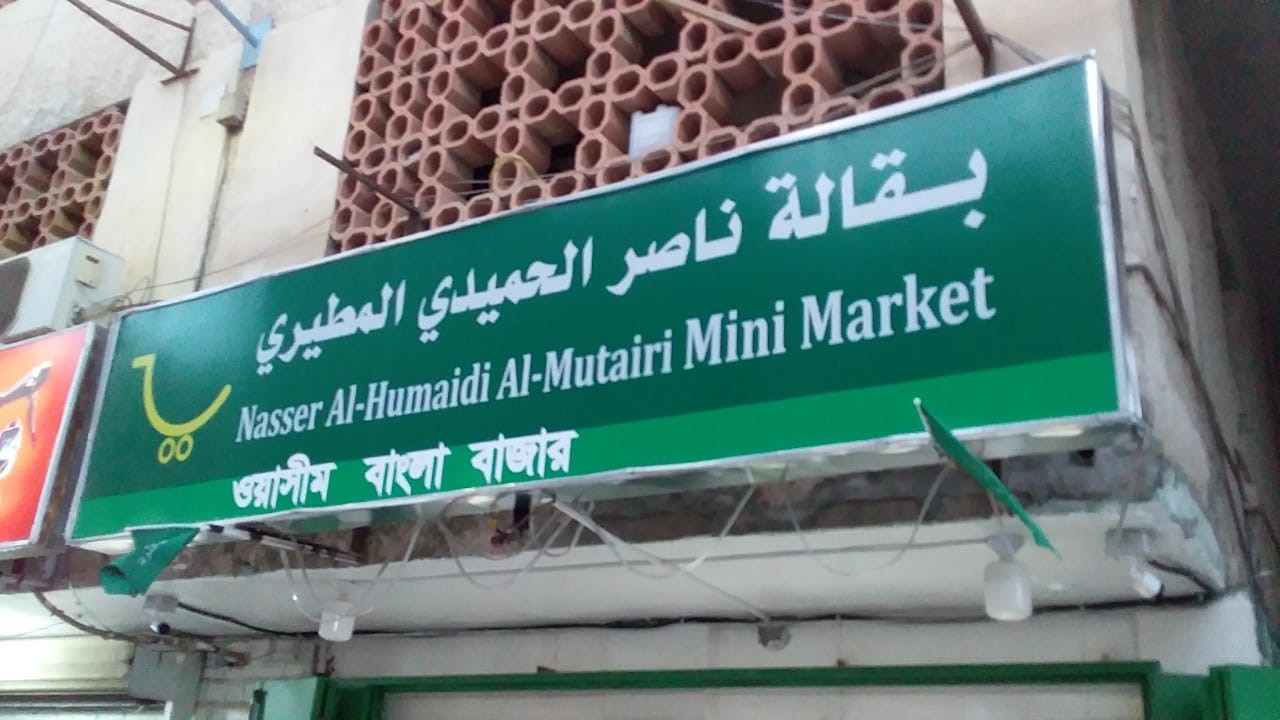 بقالة ناصر الحميدي المطيري
Nasser Al-Humaidi Al-Mutairi Mini Market
ওয়াসীম বাংলা বাজার